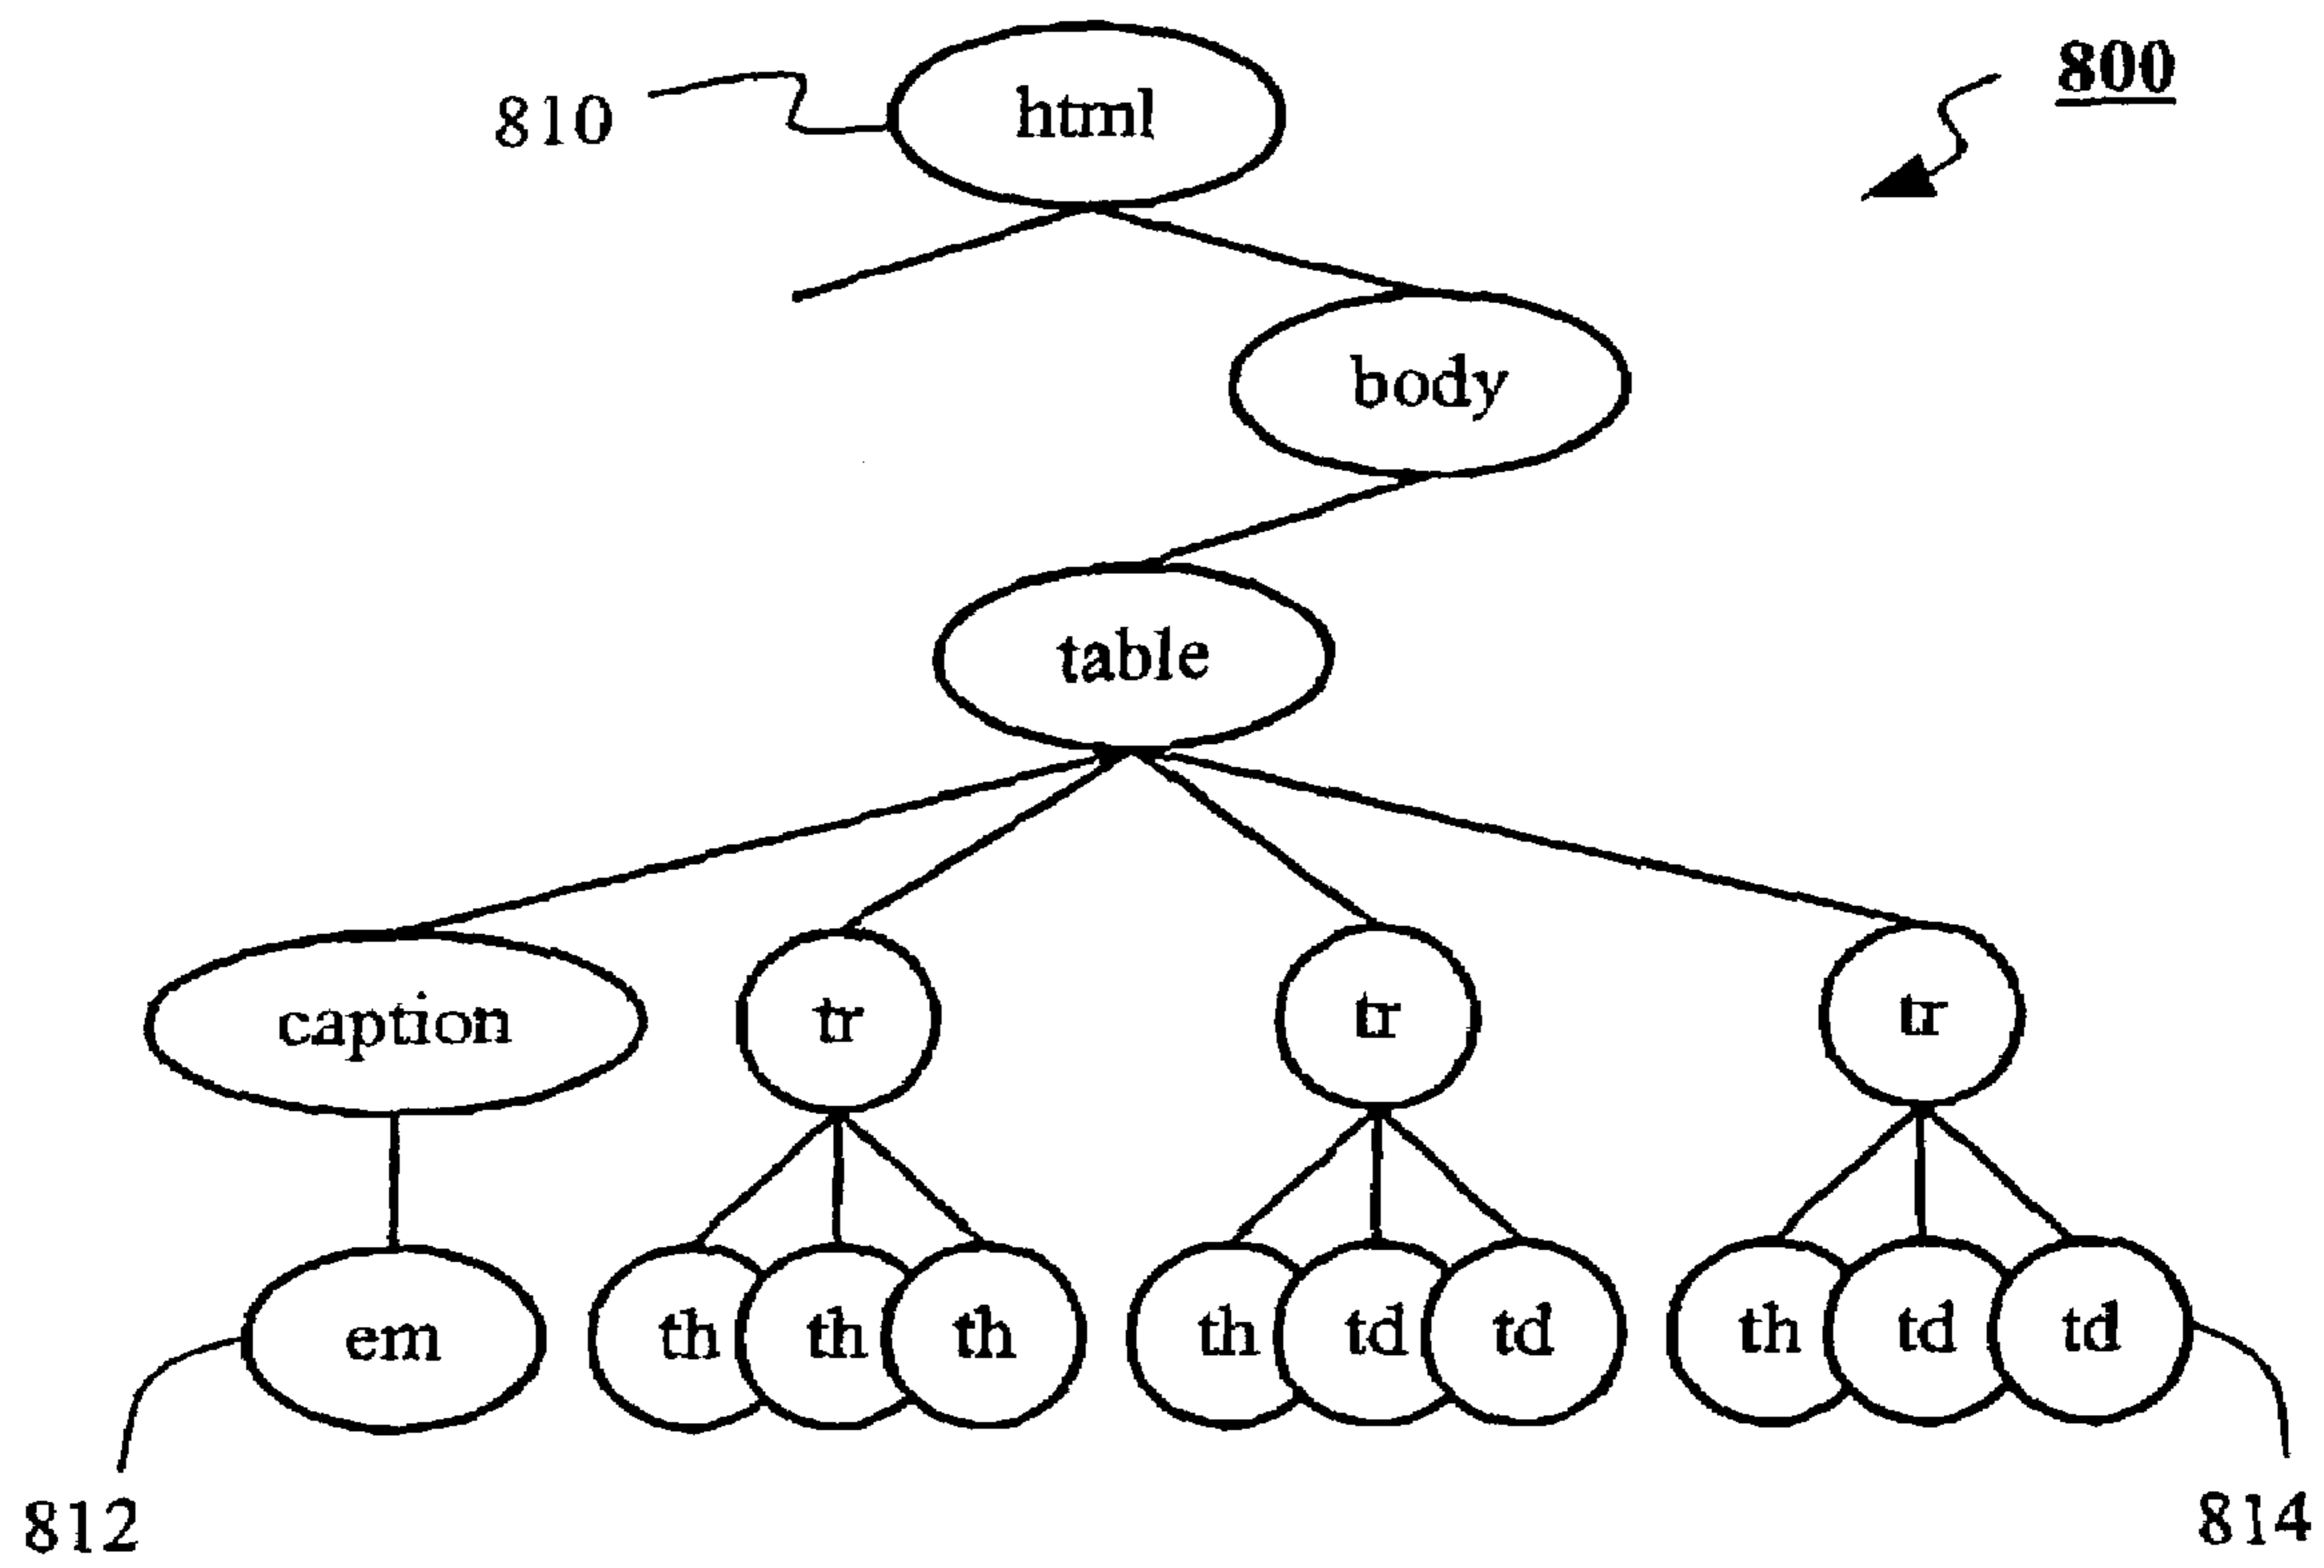 800
810
html
body
table
caption tr tr tr
em th th th th td td th td td
812 814